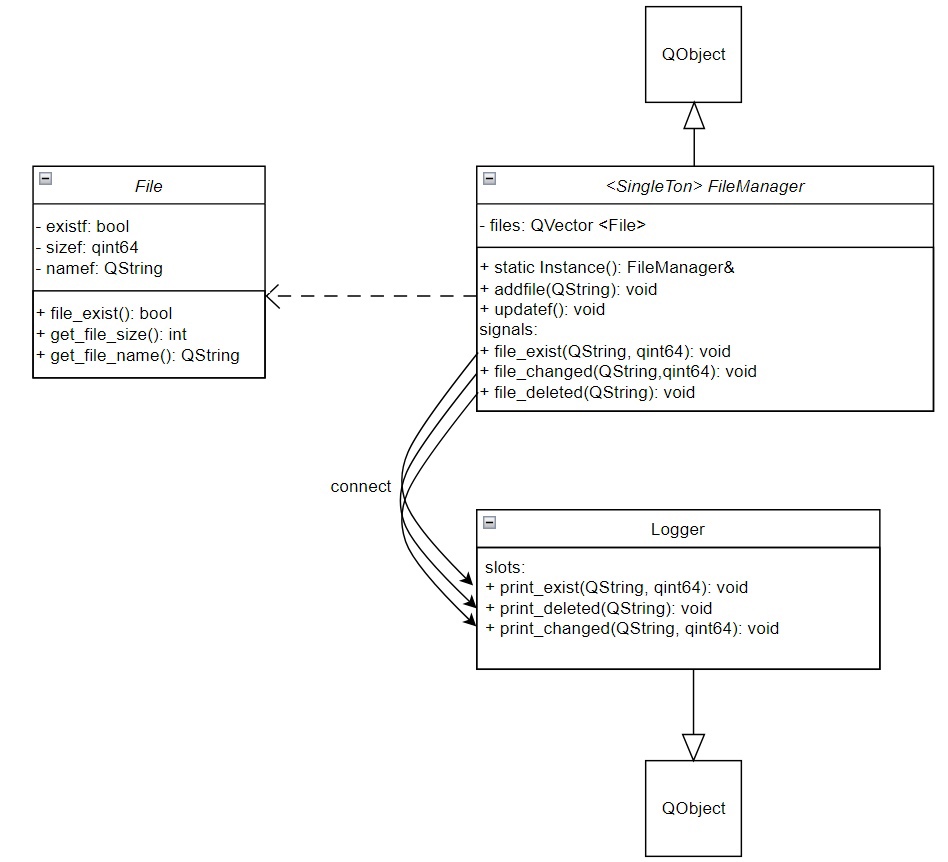 QObject
File
- existf: bool
- sizef: qint64
- namef: QString
+ file_exist(): bool
+ get_file_size(): int
+ get_file_name(): QString
<SingleTon> FileManager
- files: QVector <File>
+ static Instance(): FileManager&
+ addfile(QString): void
+ updatef(): void
signals:
+ file_exist(QString, qint64): void
+ file_changed(QString,qint64): void
+ file_deleted(QString): void
connect
Logger
slots:
+ print_exist(QString, qint64): void
+ print_deleted(QString): void
+ print_changed(QString, qint64): void
QObject